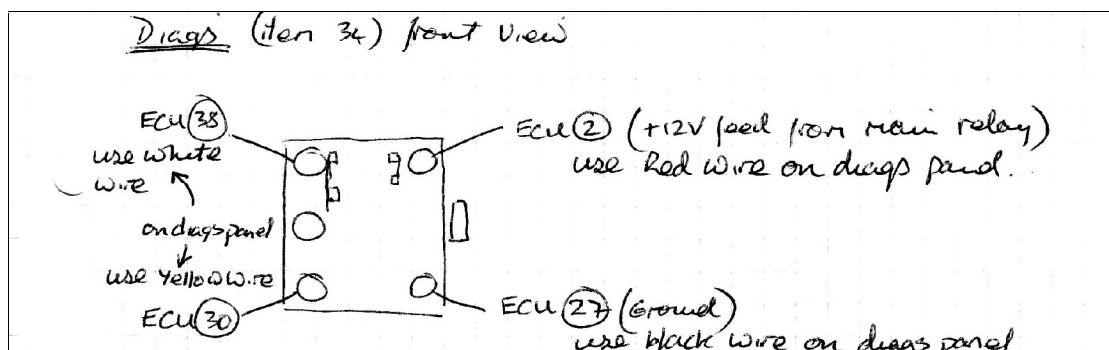 Diags (item 34) front view
ECU 38
use white
wire
on diags panel
use Yellow wire
ECU 30
ECU 2 (+12V feed from main relay)
use Red wire on diags panel.
ECU 27 (Ground)
use black wire on diags panel